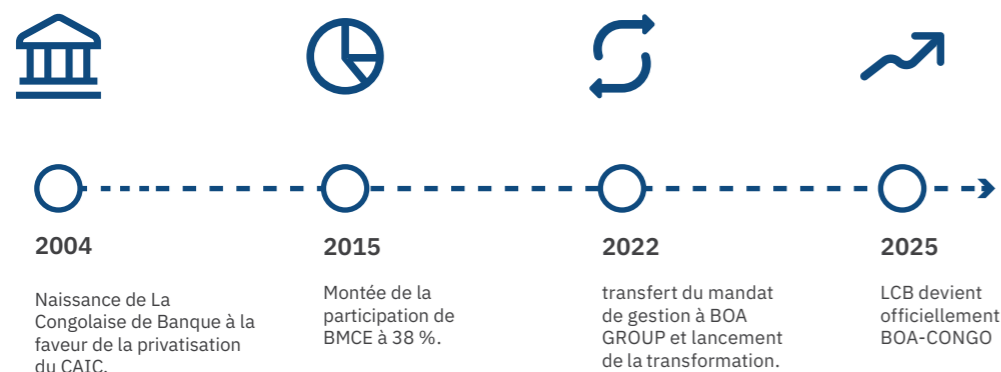 2004
Naissance de La
Congolaise de Banque à la
faveur de la privatisation
du CAIC.
2015
Montée de la
participation de
BMCE à 38 %.
2022
transfert du mandat
de gestion à BOA
GROUP et lancement
de la transformation.
2025
LCB devient
officiellement
BOA-CONGO